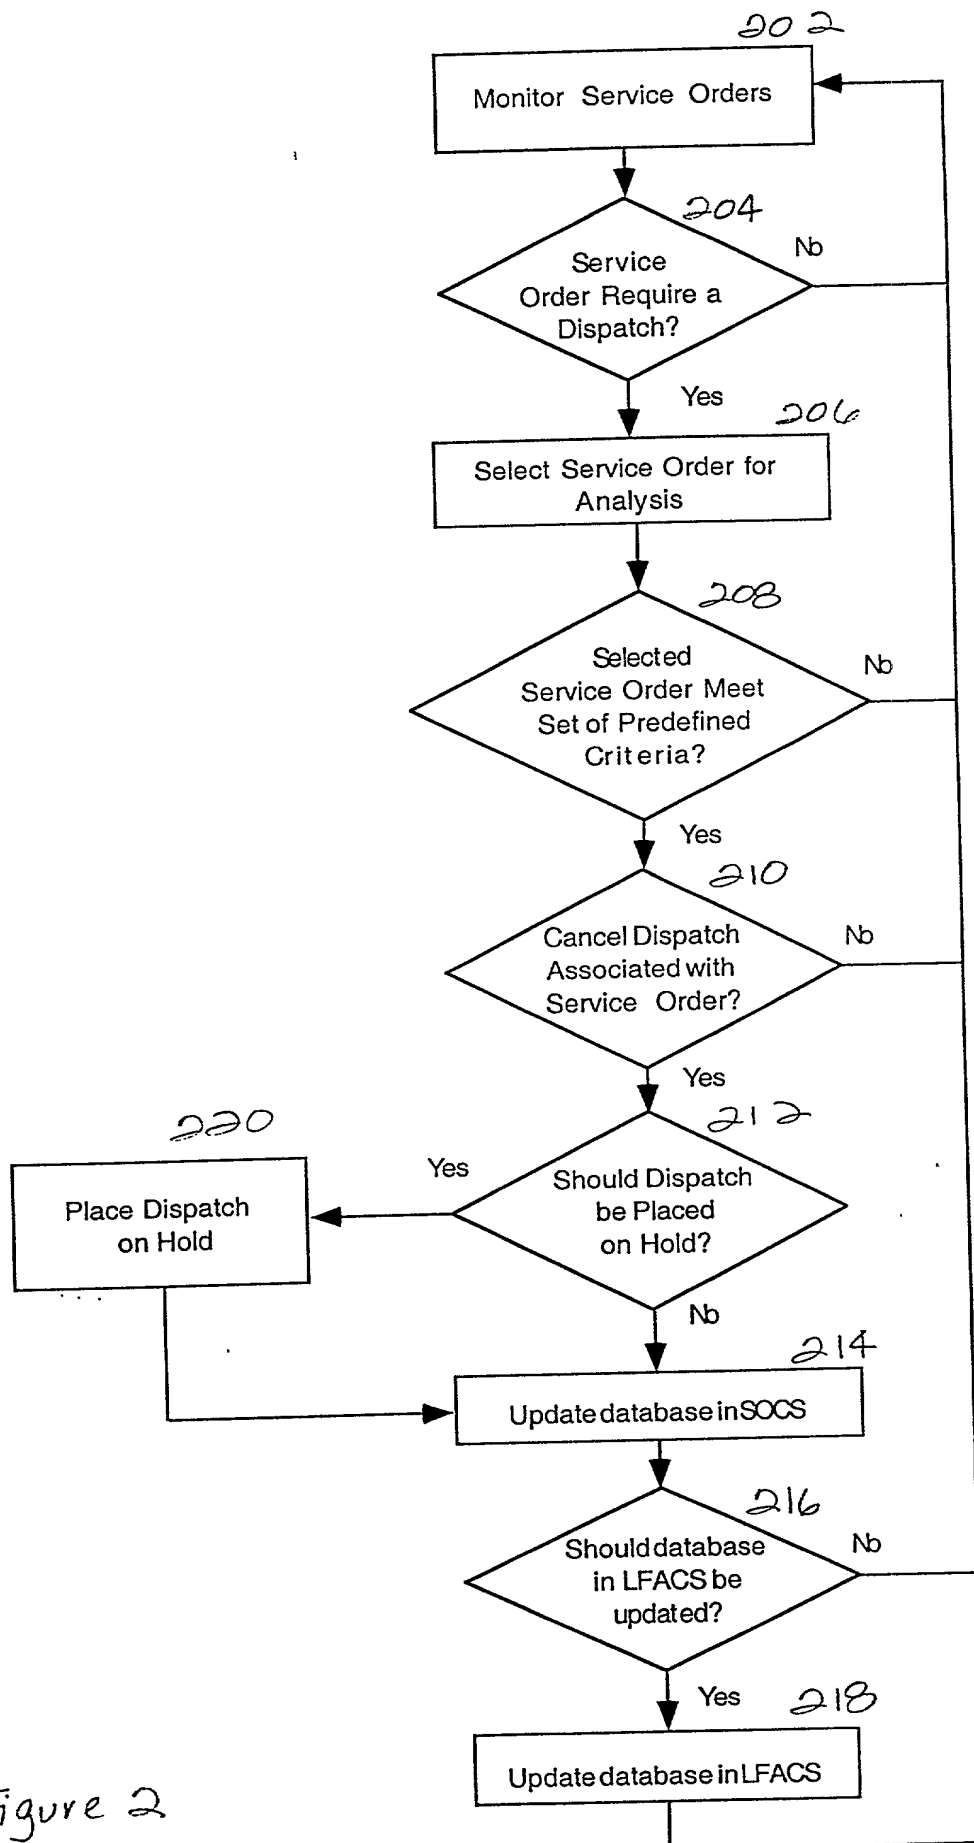 202
Monitor Service Orders
204
No
Service
Order Require a
Dispatch?
Yes
206
Select Service Order for
Analysis
208
No
Selected
Service Order Meet
Set of Predefined
Criteria?
Yes
210
No
Cancel Dispatch
Associated with
Service Order?
Yes
212
220
Yes
Should Dispatch
be Placed
on Hold?
Place Dispatch
on Hold
No
214
Update database in SOCS
216
No
Should database
in LFACS be
updated?
Yes
218
Update database in LFACS
igure 2